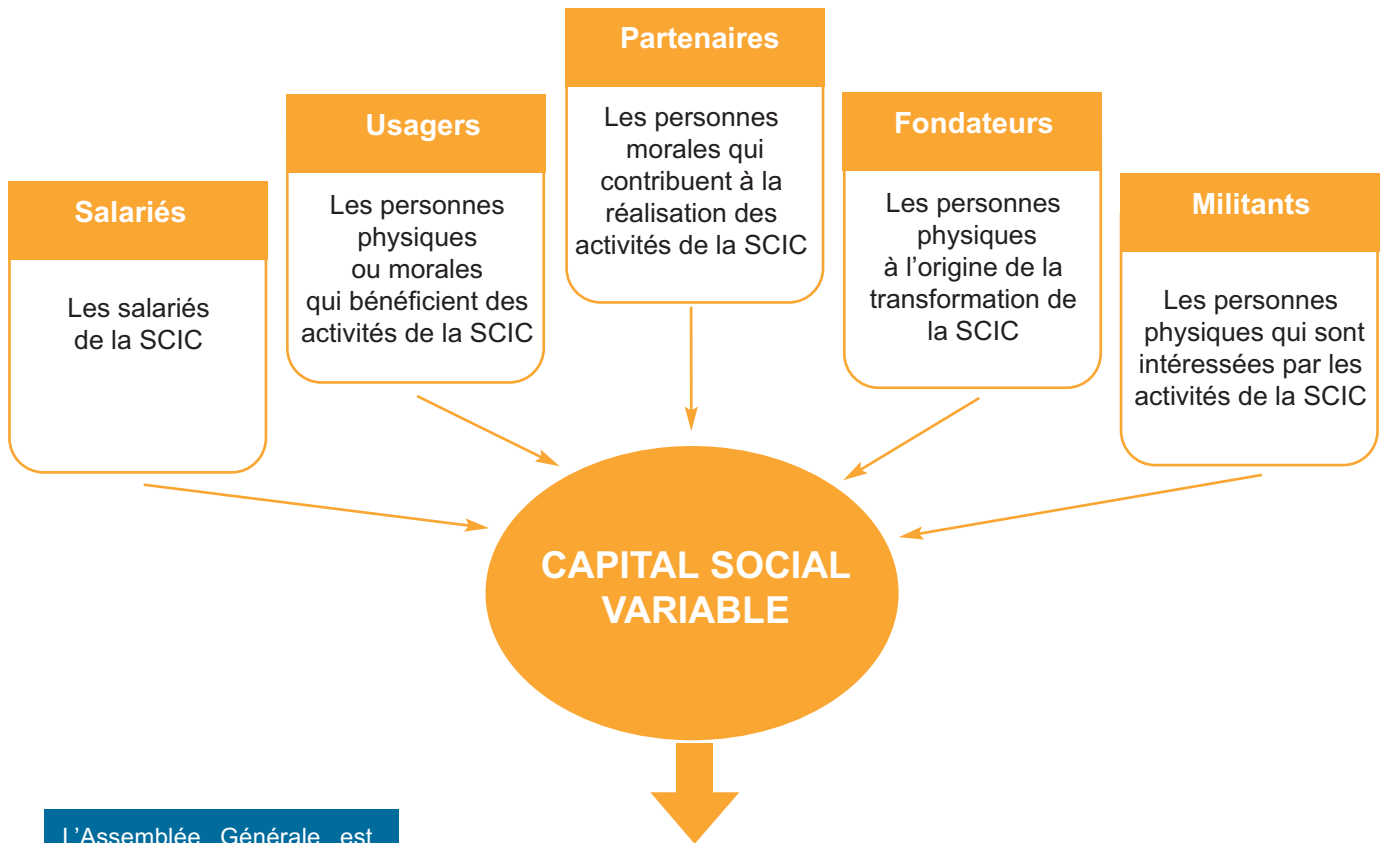 Partenaires
Les personnes
morales qui
contribuent à la
réalisation des
activités de la SCIC
Usagers
Les personnes
physiques
ou morales
qui bénéficient des
activités de la SCIC
Fondateurs
Les personnes
physiques
à l’origine de la
transformation de
la SCIC
Salariés
Les salariés
de la SCIC
Militants
Les personnes
physiques qui sont
intéressées par les
activités de la SCIC
CAPITAL SOCIAL
VARIABLE
L’Assemblée Générale est